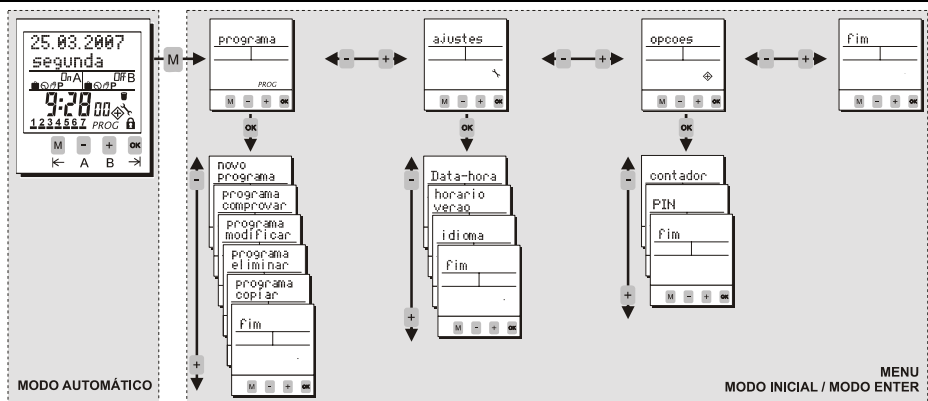 25.03.2007
segunda
OnA OffB
P P
9:28 00
1234567 PROG
M - + OK
A B
MODO AUTOMÁTICO
M
programa
PROG
M - + OK
- +
ajustes
M - + OK
- +
opcoes
M - + OK
- +
fim
M - + OK
OK
OK
OK
-
novo
programa
programa
comprovar
programa
modificar
programa
eliminar
programa
copiar
fim
M - + OK
+
-
Data-hora
horario
verao
idioma
fim
M - + OK
+
-
contador
PIN
fim
M - + OK
+
MENU
MODO INICIAL / MODO ENTER